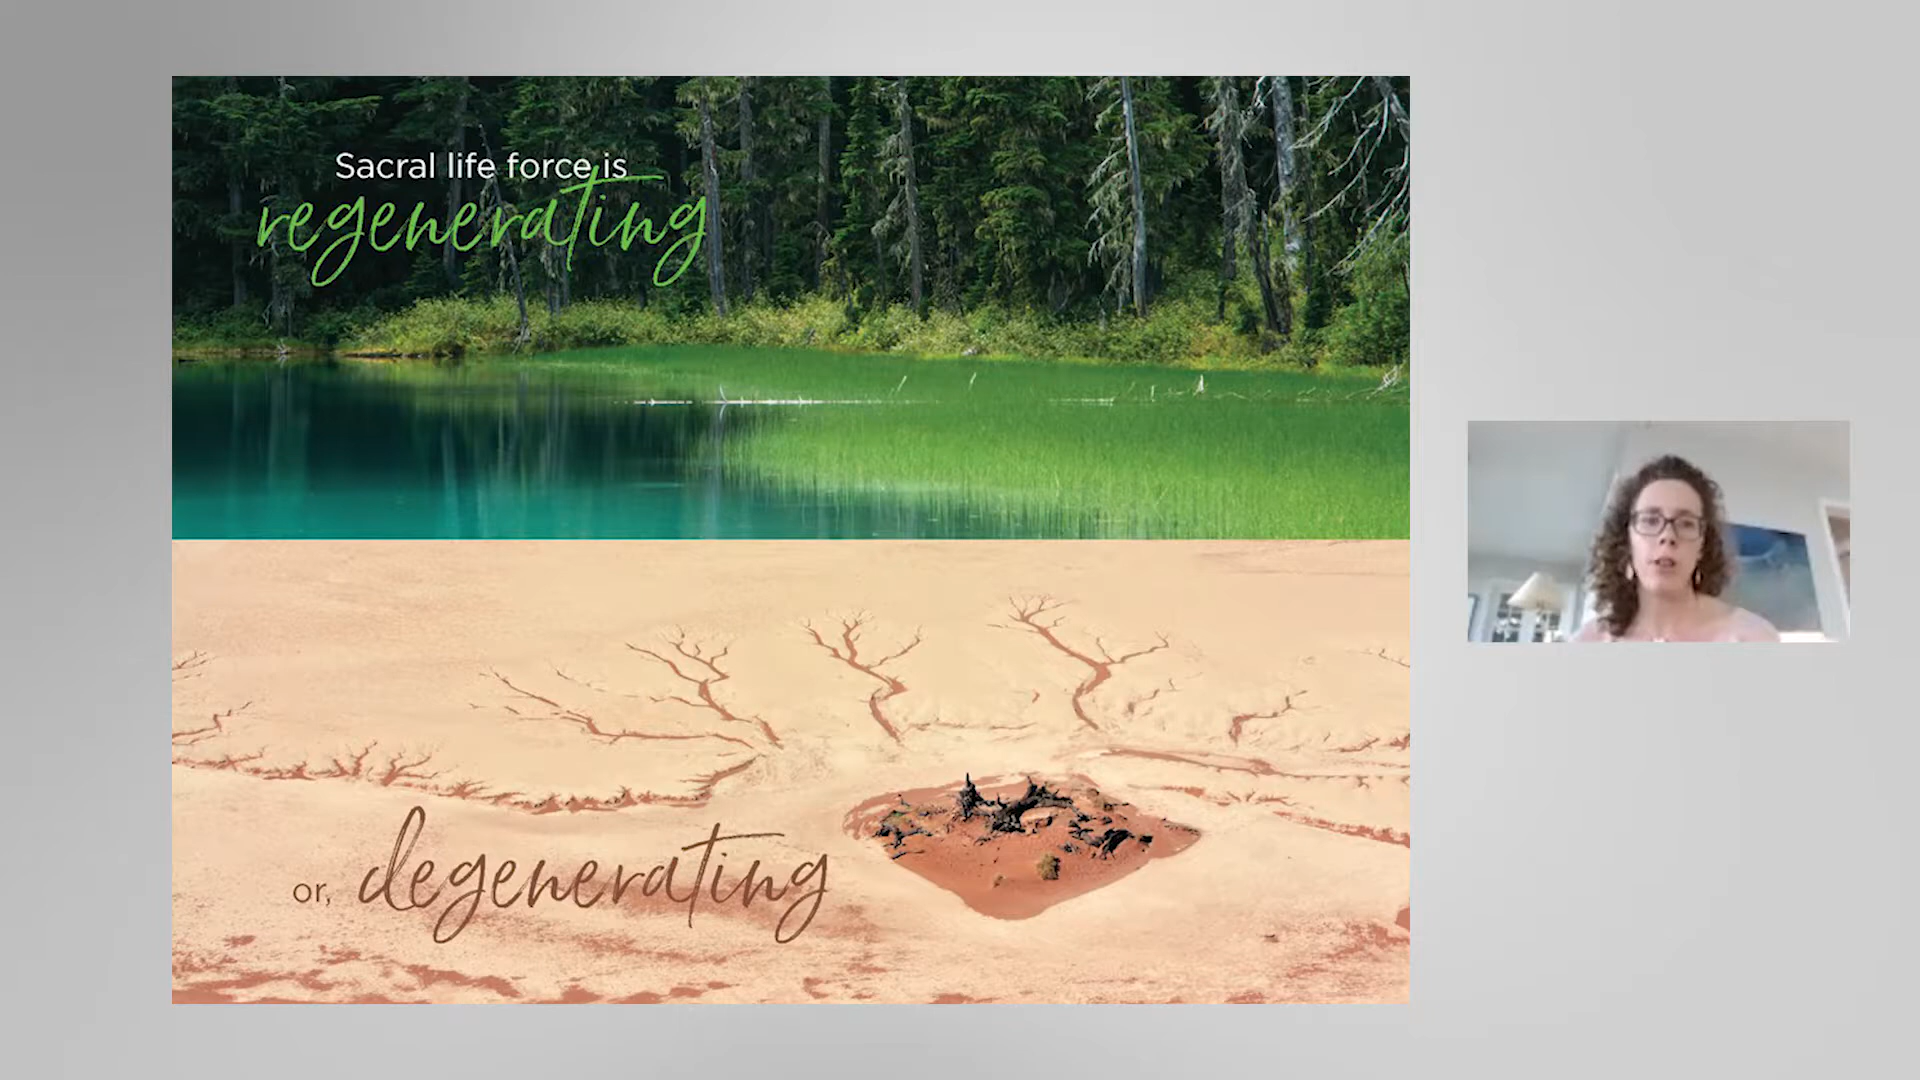 Sacral life force is
regenerating
or, degenerating